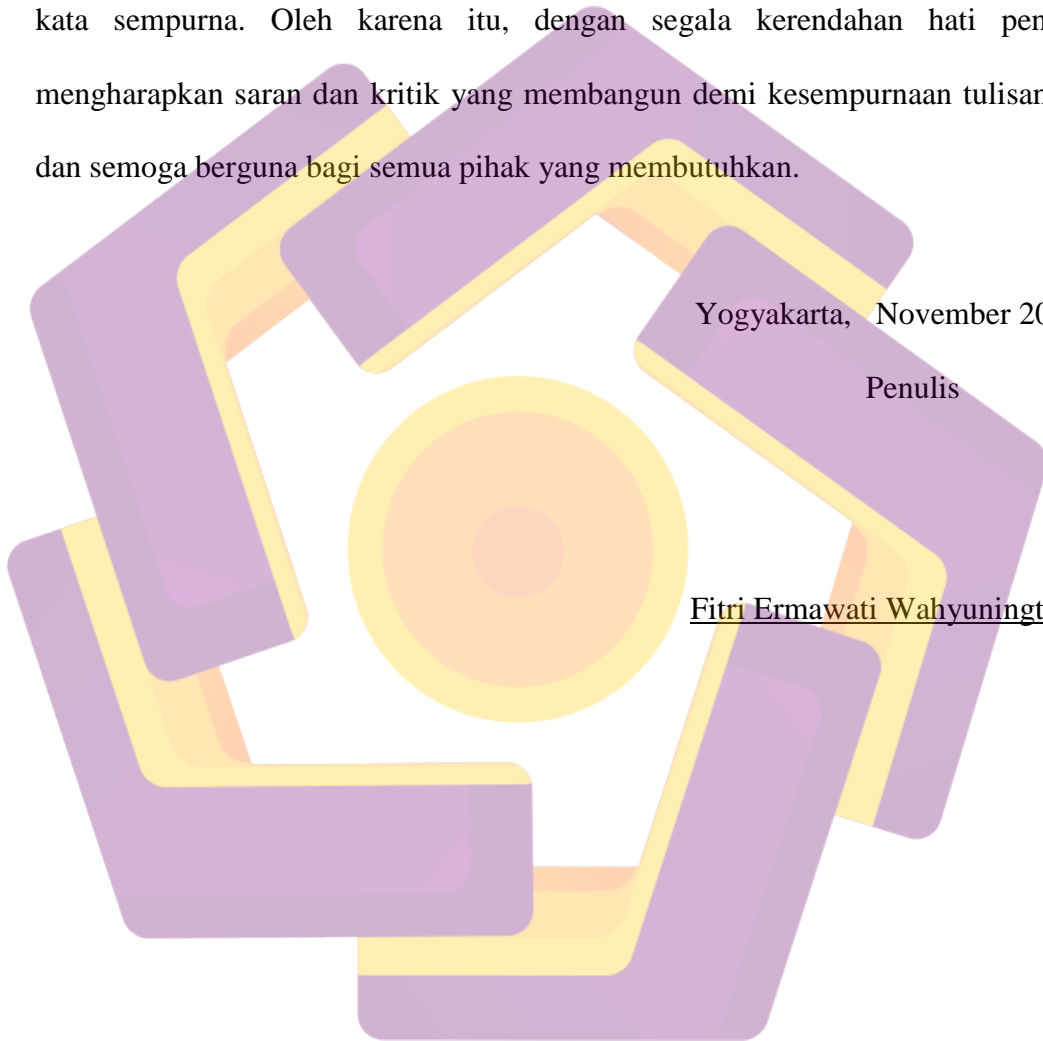 kata sempurna. Oleh karena itu, dengan segala kerendahan hati pen
mengharapkan saran dan kritik yang membangun demi kesempurnaan tulisan
dan semoga berguna bagi semua pihak yang membutuhkan.
Yogyakarta, November 20
Penulis
Fitri Ermawati Wahyuningt